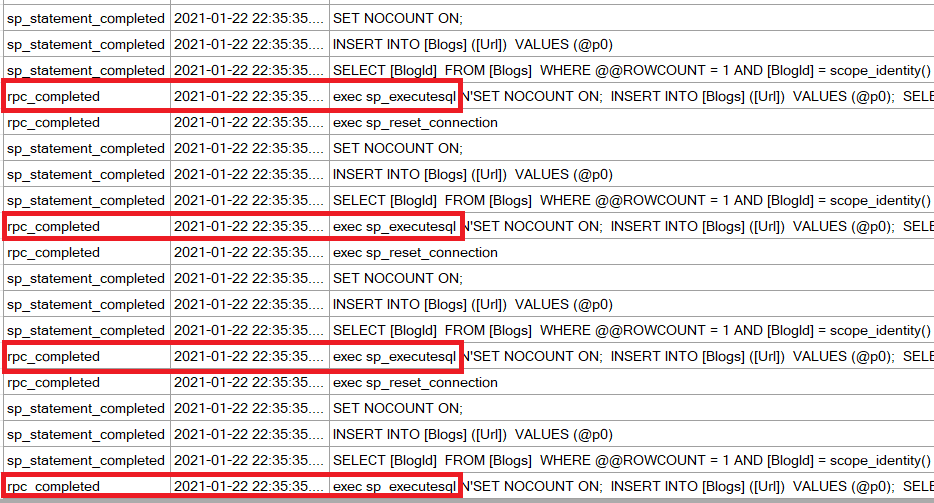 sp_statement_completed 2021-01-22 22:35:35.... SET NOCOUNT ON;
sp_statement_completed 2021-01-22 22:35:35.... INSERT INTO [Blogs] ([Url])  VALUES (@p0)
sp_statement_completed 2021-01-22 22:35:35.... SELECT [BlogId]  FROM [Blogs]  WHERE @@ROWCOUNT = 1 AND [BlogId] = scope_identity()
rpc_completed 2021-01-22 22:35:35.... exec sp_executesql N'SET NOCOUNT ON;  INSERT INTO [Blogs] ([Url])  VALUES (@p0);  SELE
rpc_completed 2021-01-22 22:35:35.... exec sp_reset_connection
sp_statement_completed 2021-01-22 22:35:35.... SET NOCOUNT ON;
sp_statement_completed 2021-01-22 22:35:35.... INSERT INTO [Blogs] ([Url])  VALUES (@p0)
sp_statement_completed 2021-01-22 22:35:35.... SELECT [BlogId]  FROM [Blogs]  WHERE @@ROWCOUNT = 1 AND [BlogId] = scope_identity()
rpc_completed 2021-01-22 22:35:35.... exec sp_executesql N'SET NOCOUNT ON;  INSERT INTO [Blogs] ([Url])  VALUES (@p0);  SELE
rpc_completed 2021-01-22 22:35:35.... exec sp_reset_connection
sp_statement_completed 2021-01-22 22:35:35.... SET NOCOUNT ON;
sp_statement_completed 2021-01-22 22:35:35.... INSERT INTO [Blogs] ([Url])  VALUES (@p0)
sp_statement_completed 2021-01-22 22:35:35.... SELECT [BlogId]  FROM [Blogs]  WHERE @@ROWCOUNT = 1 AND [BlogId] = scope_identity()
rpc_completed 2021-01-22 22:35:35.... exec sp_executesql N'SET NOCOUNT ON;  INSERT INTO [Blogs] ([Url])  VALUES (@p0);  SELE
rpc_completed 2021-01-22 22:35:35.... exec sp_reset_connection
sp_statement_completed 2021-01-22 22:35:35.... SET NOCOUNT ON;
sp_statement_completed 2021-01-22 22:35:35.... INSERT INTO [Blogs] ([Url])  VALUES (@p0)
sp_statement_completed 2021-01-22 22:35:35.... SELECT [BlogId]  FROM [Blogs]  WHERE @@ROWCOUNT = 1 AND [BlogId] = scope_identity()
rpc_completed 2021-01-22 22:35:35.... exec sp_executesql N'SET NOCOUNT ON;  INSERT INTO [Blogs] ([Url])  VALUES (@p0);  SELE